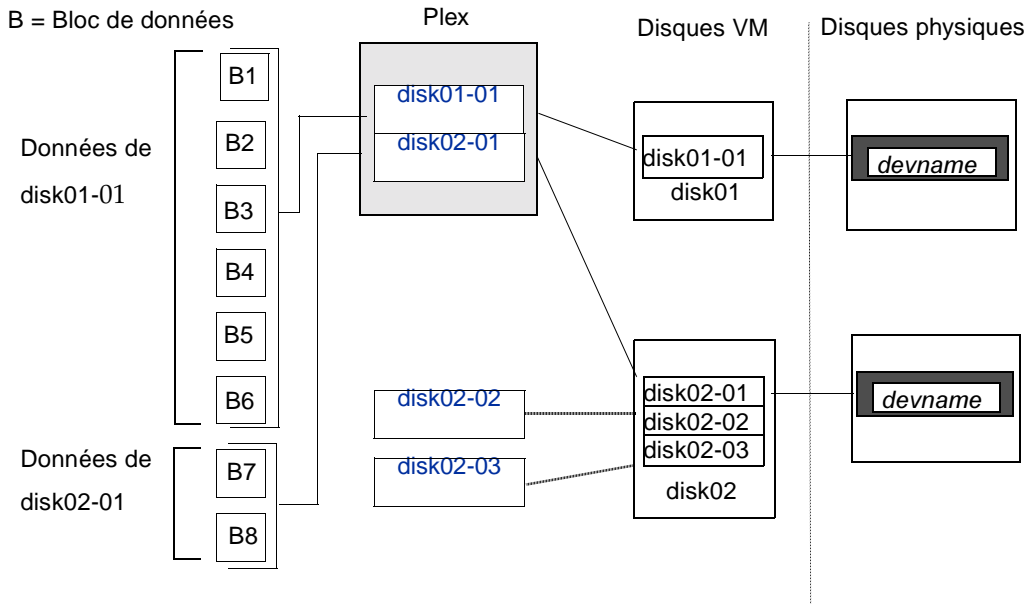 B = Bloc de données
Plex
Disques VM
Disques physiques
Données de
disk01-01
B1
B2
B3
B4
B5
B6
Données de
disk02-01
B7
B8
disk01-01
disk02-01
disk02-02
disk02-03
disk01-01
disk01
disk02-01
disk02-02
disk02-03
disk02
devname
devname